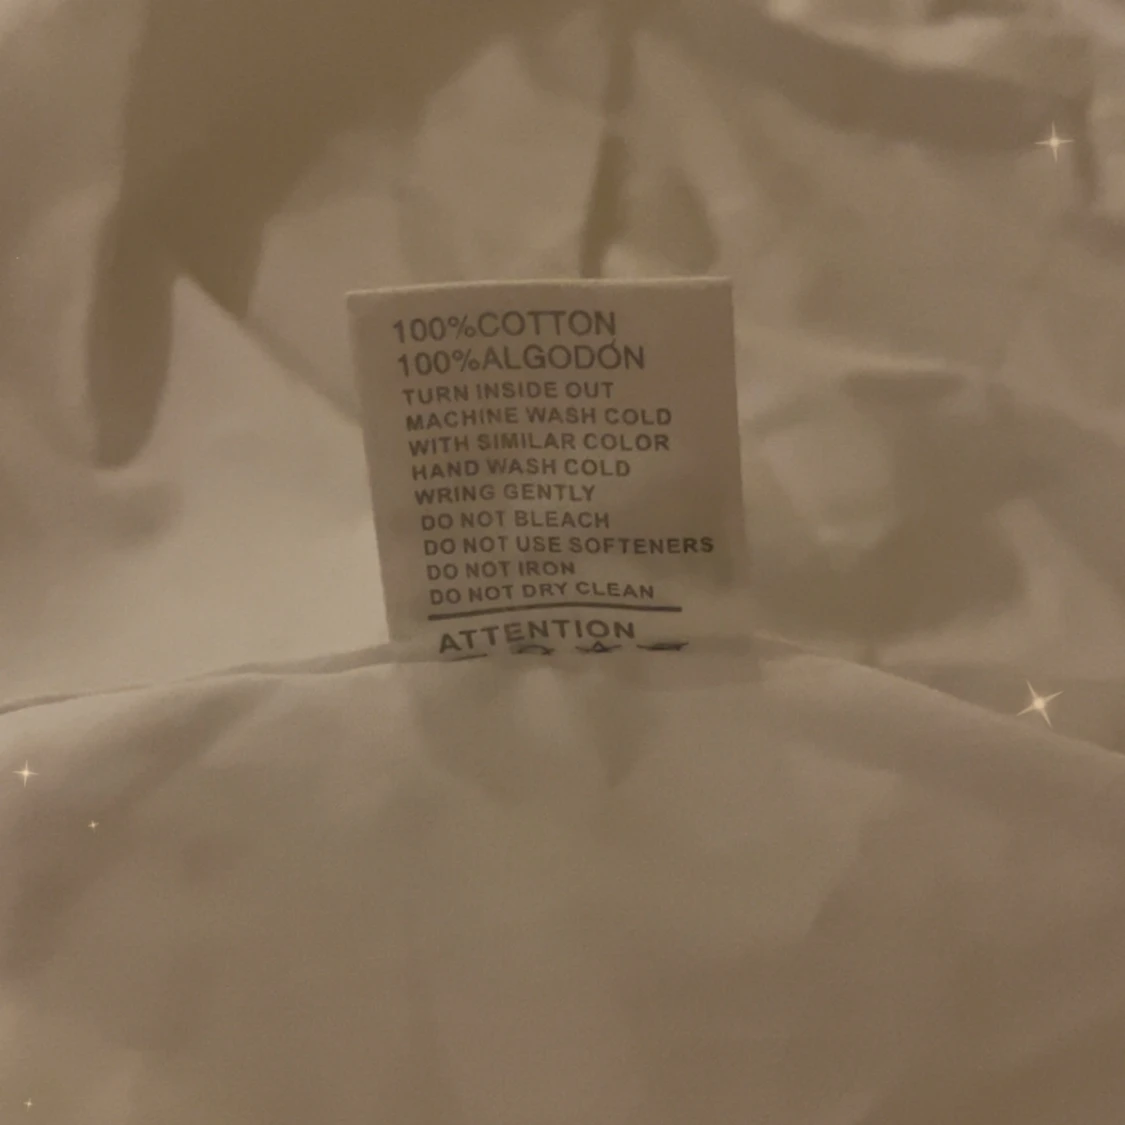 100%COTTON
100%ALGODÓN
TURN INSIDE OUT
MACHINE WASH COLD
WITH SIMILAR COLOR
HAND WASH COLD
WRING GENTLY
DO NOT BLEACH
DO NOT USE SOFTENERS
DO NOT IRON
DO NOT DRY CLEAN
ATTENTION